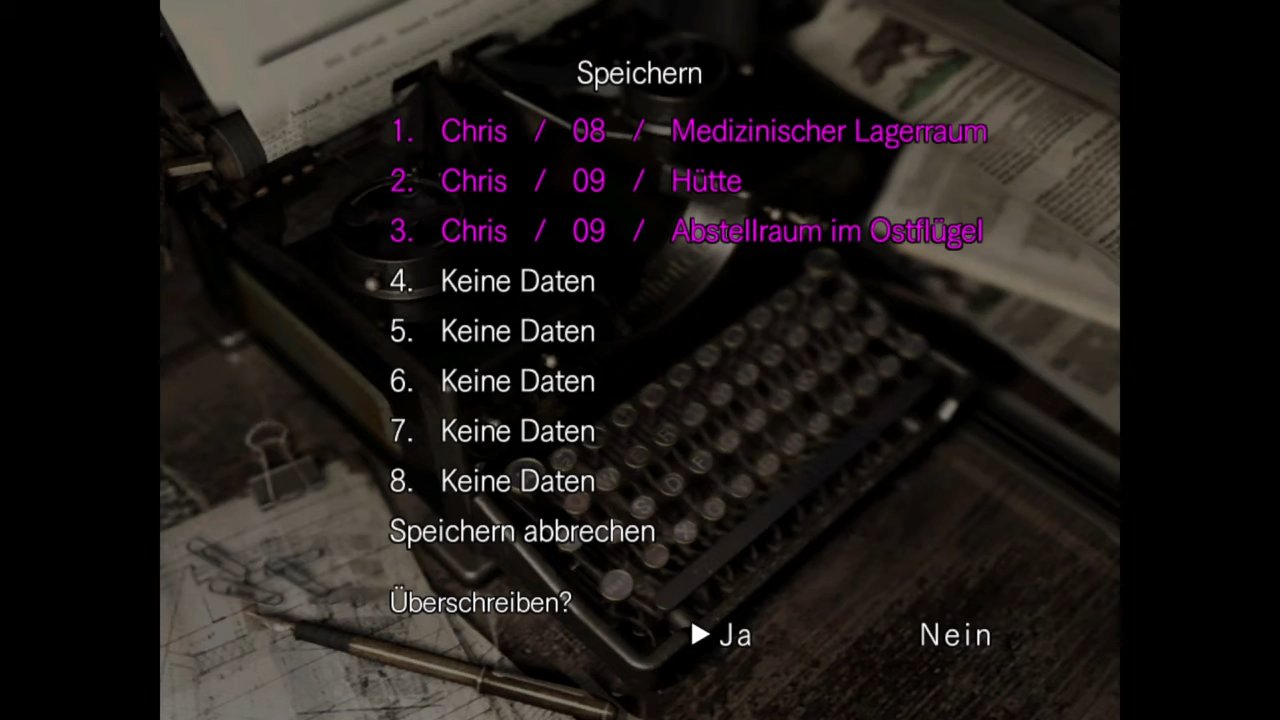 Speichern
1. Chris / 08 / Medizinischer Lagerraum
2. Chris / 09 / Hütte
3. Chris / 09 / Abstellraum im Ostflügel
4. Keine Daten
5. Keine Daten
6. Keine Daten
7. Keine Daten
8. Keine Daten
Speichern abbrechen
Überschreiben?
Ja Nein